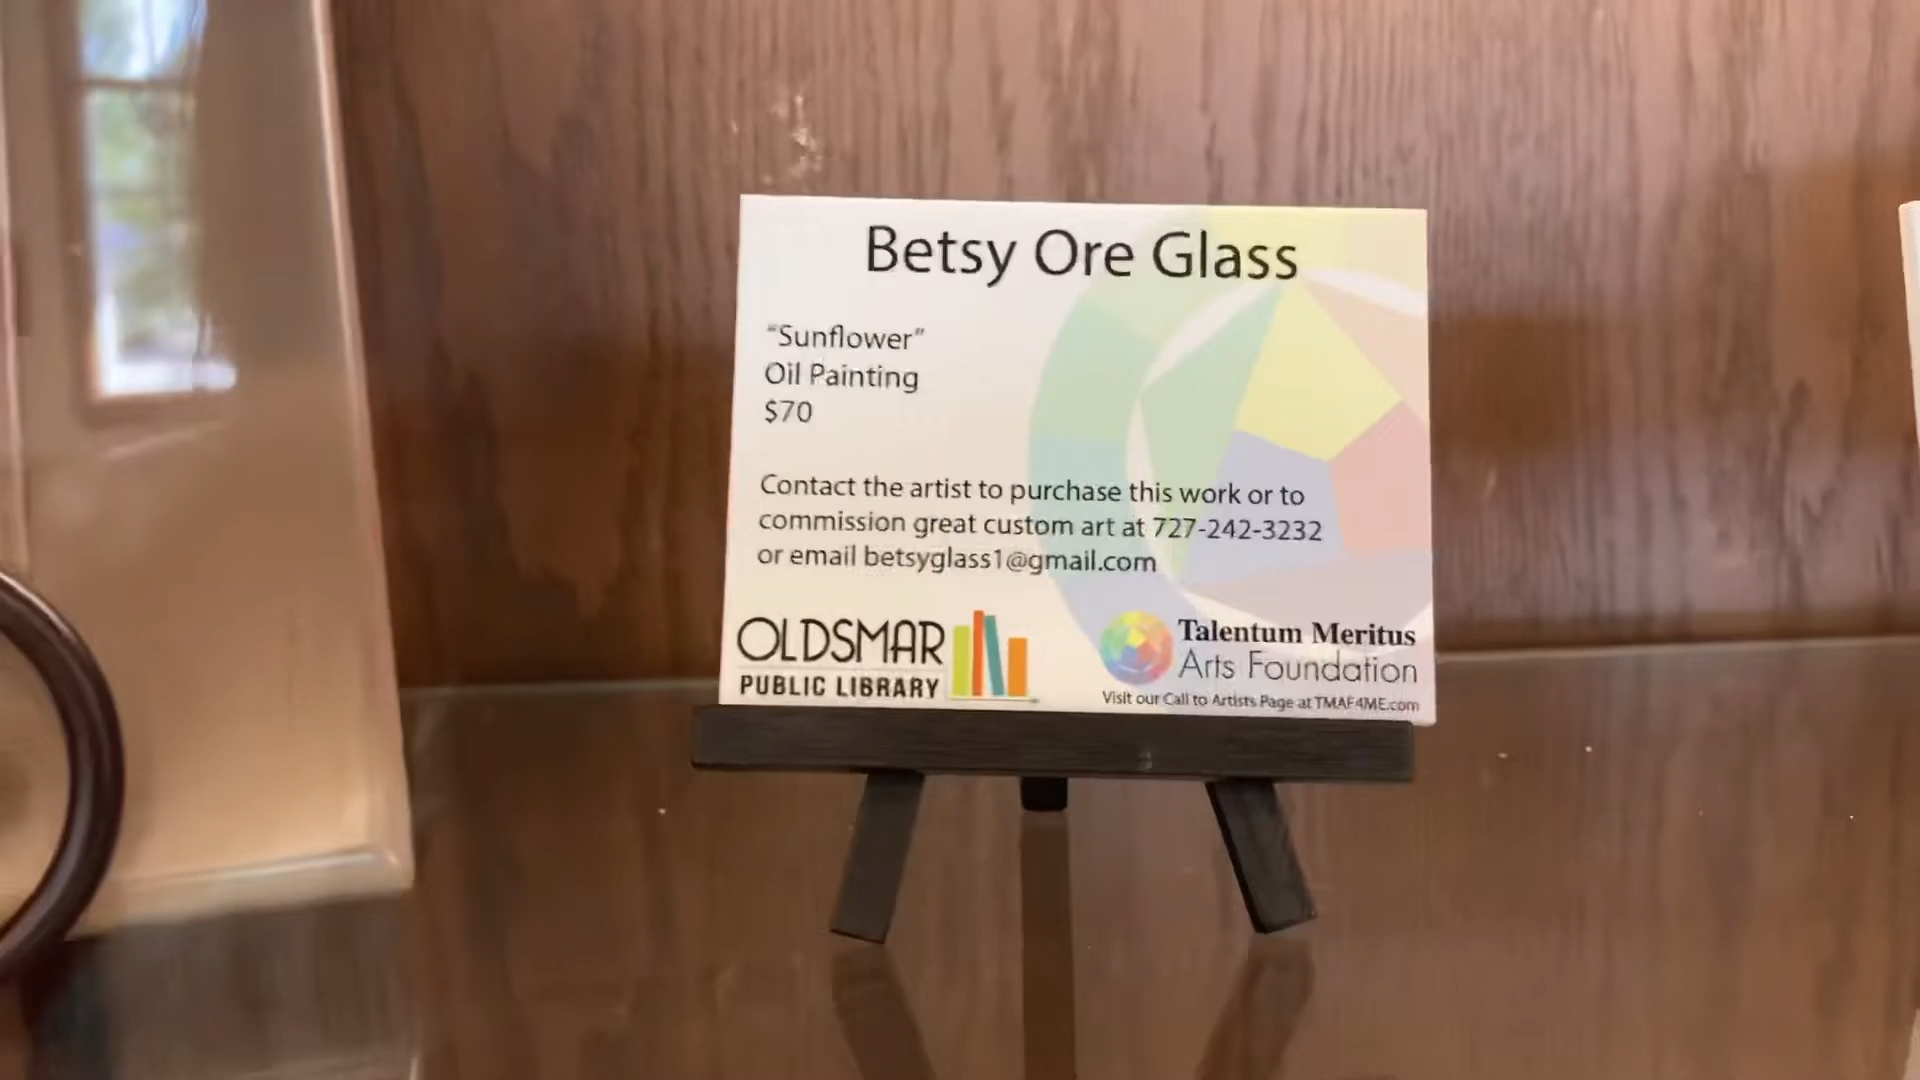 Betsy Ore Glass
“Sunflower”
Oil Painting
$70
Contact the artist to purchase this work or to
commission great custom art at 727-242-3232
or email betsyglass1@gmail.com
OLDSMAR
PUBLIC LIBRARY
Talentum Meritus
Arts Foundation
Visit our Call to Artists Page at TMAF4ME.com